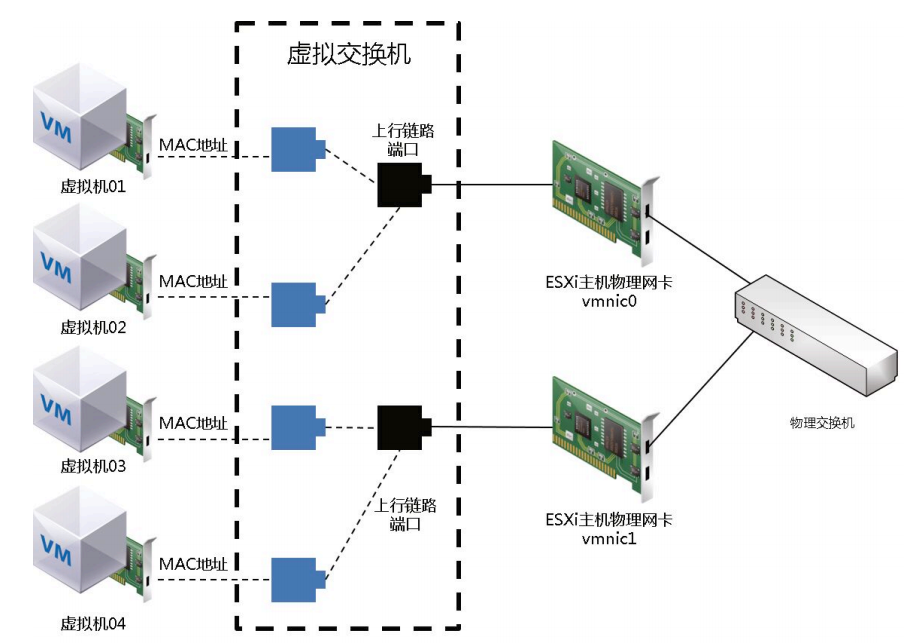 虚拟交换机
VM
MAC地址
上行链路
端口
虚拟机01
VM
MAC地址
虚拟机02
ESXi主机物理网卡
vmnic0
VM
MAC地址
虚拟机03
物理交换机
上行链路
端口
ESXi主机物理网卡
vmnic1
VM
MAC地址
虚拟机04